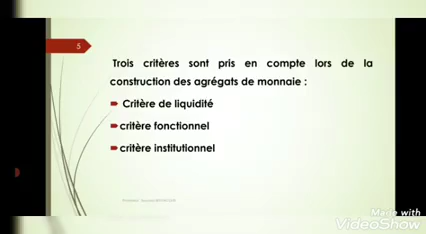 5
Trois critères sont pris en compte lors de la
construction des agrégats de monnaie :
Critère de liquidité
critère fonctionnel
critère institutionnel
Made with
VideoShow